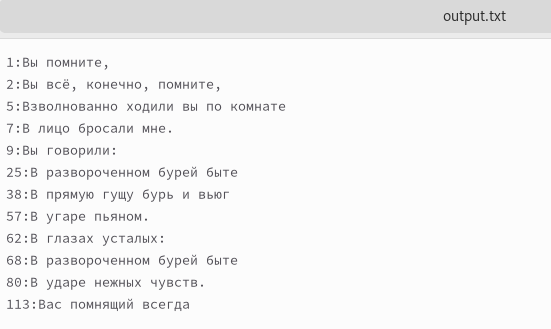 output.txt
1:Вы помните,
2:Вы всё, конечно, помните,
5:Взволнованно ходили вы по комнате
7:В лицо бросали мне.
9:Вы говорили:
25:В развороченном бурей быте
38:В прямую гущу бурь и вьюг
57:В угаре пьяном.
62:В глазах усталых:
68:В развороченном бурей быте
80:В ударе нежных чувств.
113:Вас помнящий всегда